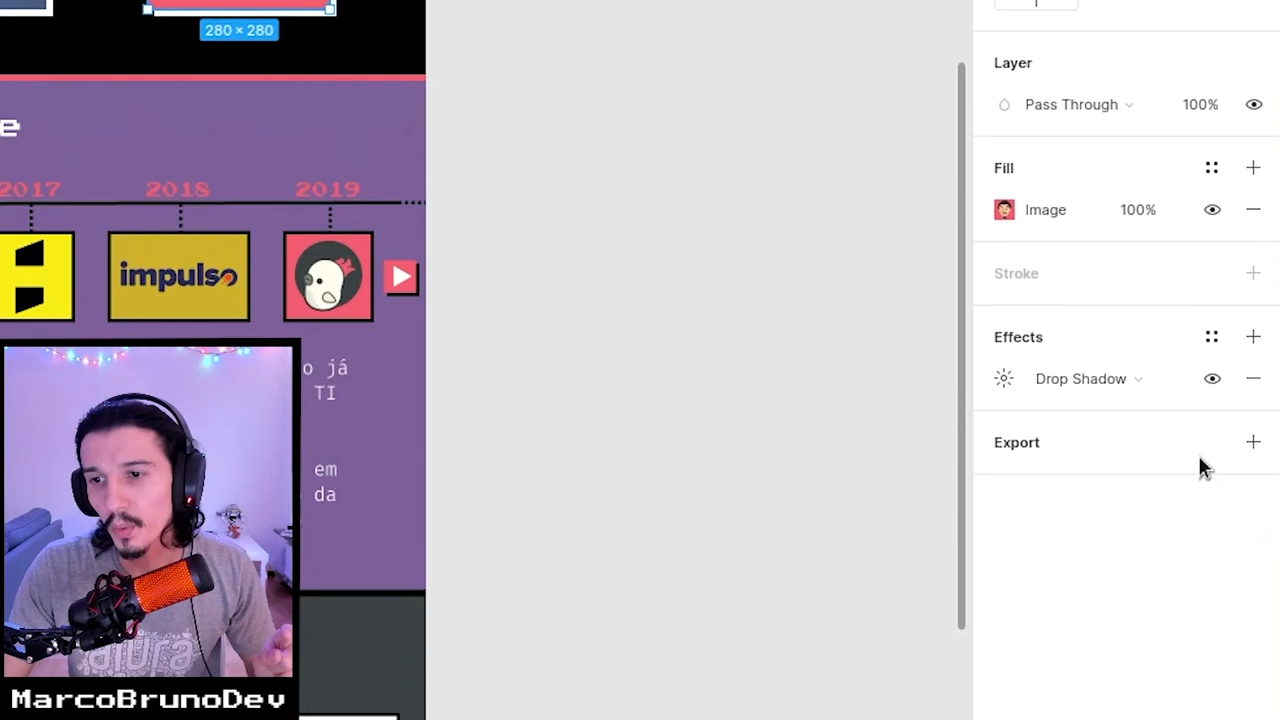 280 × 280
Layer
Pass Through
100%
Fill
Image
100%
Stroke
Effects
Drop Shadow
Export
e
2017
2018
2019
impulso
o já
TI
em
da
alura
MarcoBrunoDev